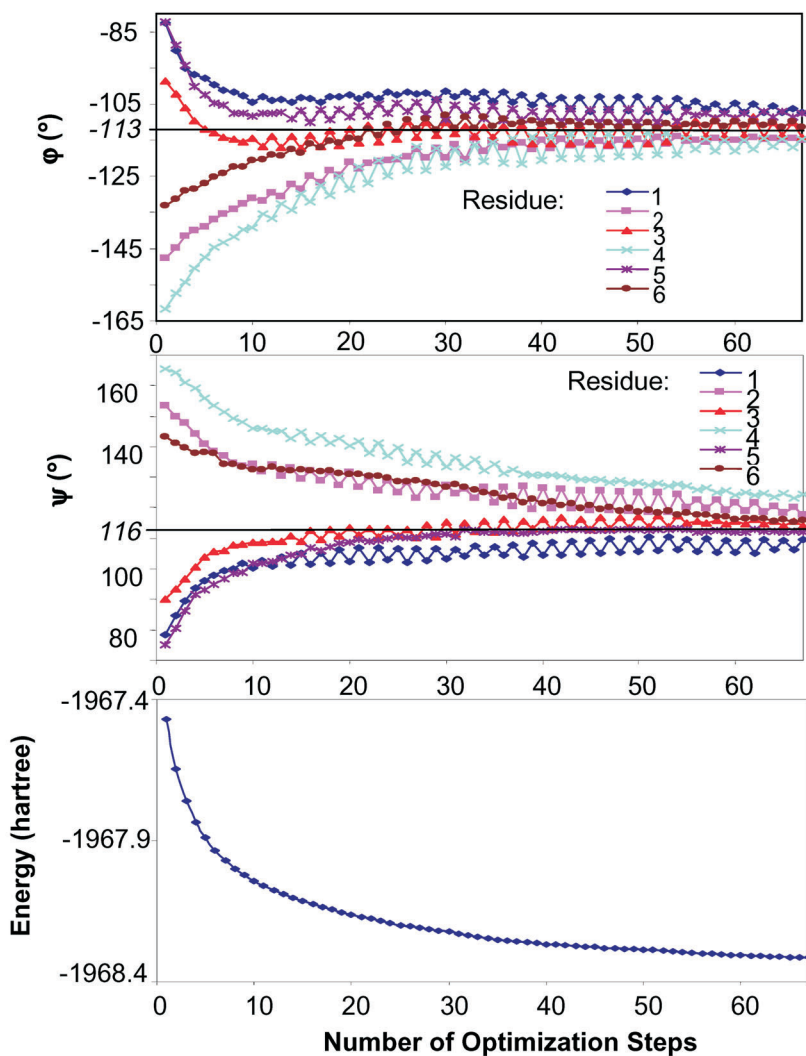 φ (°)
-85
-105
-113
-125
-145
-165
Residue:
1
2
3
4
5
6
0 10 20 30 40 50 60
ψ (°)
160
140
116
100
80
Residue:
1
2
3
4
5
6
0 10 20 30 40 50 60
Energy (hartree)
-1967.4
-1967.9
-1968.4
0 10 20 30 40 50 60
Number of Optimization Steps